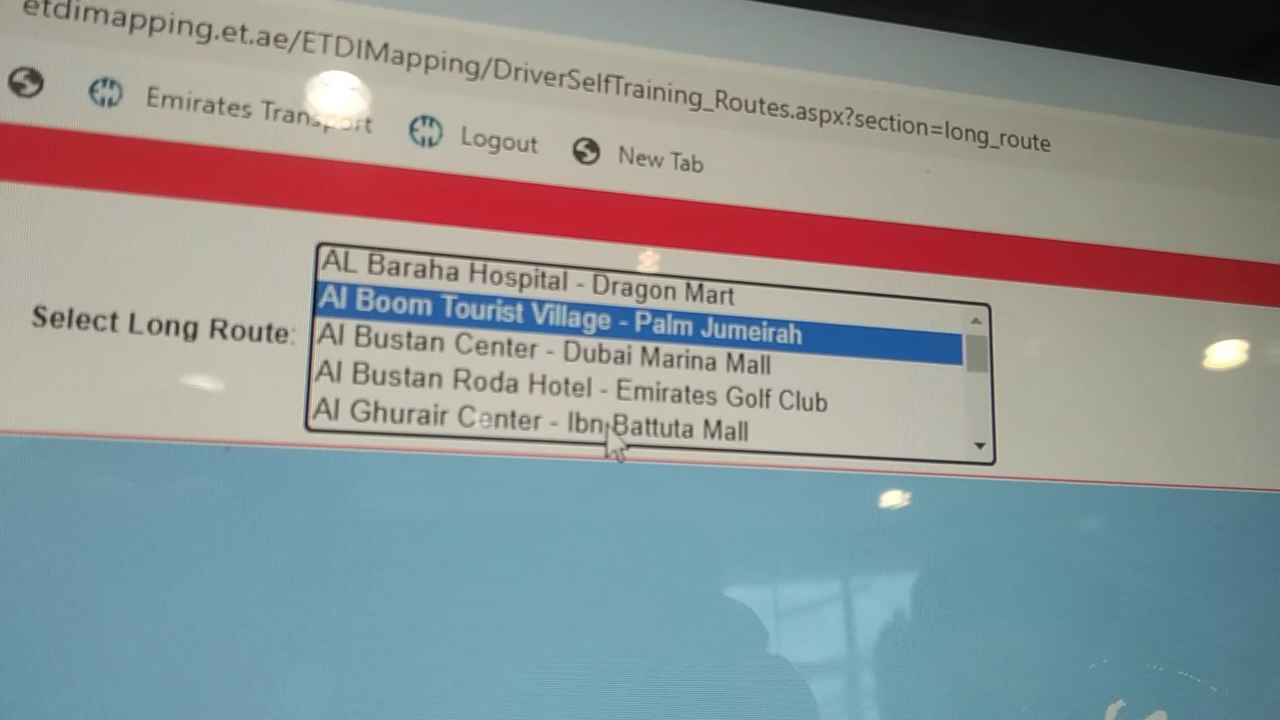 etdimapping.et.ae/ETDIMapping/DriverSelfTraining_Routes.aspx?section=long_route
Emirates Transport Logout New Tab
Select Long Route:
AL Baraha Hospital - Dragon Mart
Al Boom Tourist Village - Palm Jumeirah
Al Bustan Center - Dubai Marina Mall
Al Bustan Roda Hotel - Emirates Golf Club
Al Ghurair Center - Ibn Battuta Mall